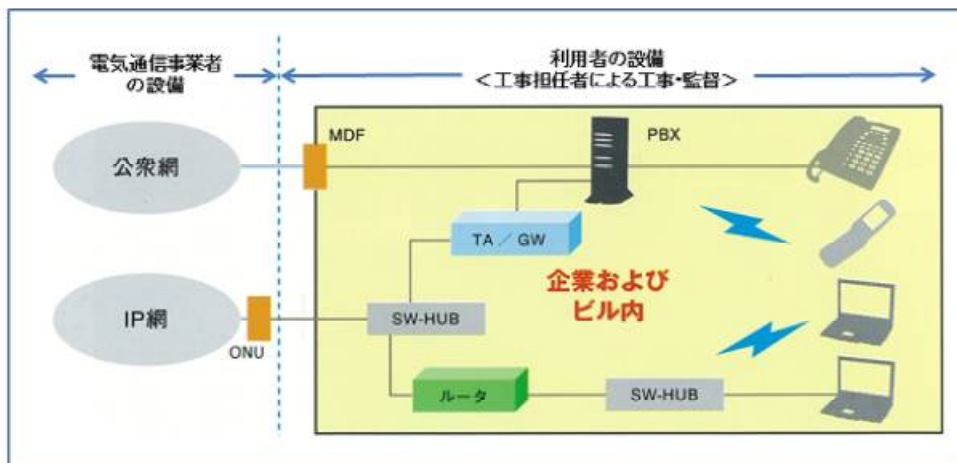 電気通信事業者
の設備
利用者の設備
＜工事担任者による工事・監督＞
MDF
PBX
公衆網
TA ／ GW
企業および
ビル内
IP網
ONU
SW-HUB
ルータ
SW-HUB